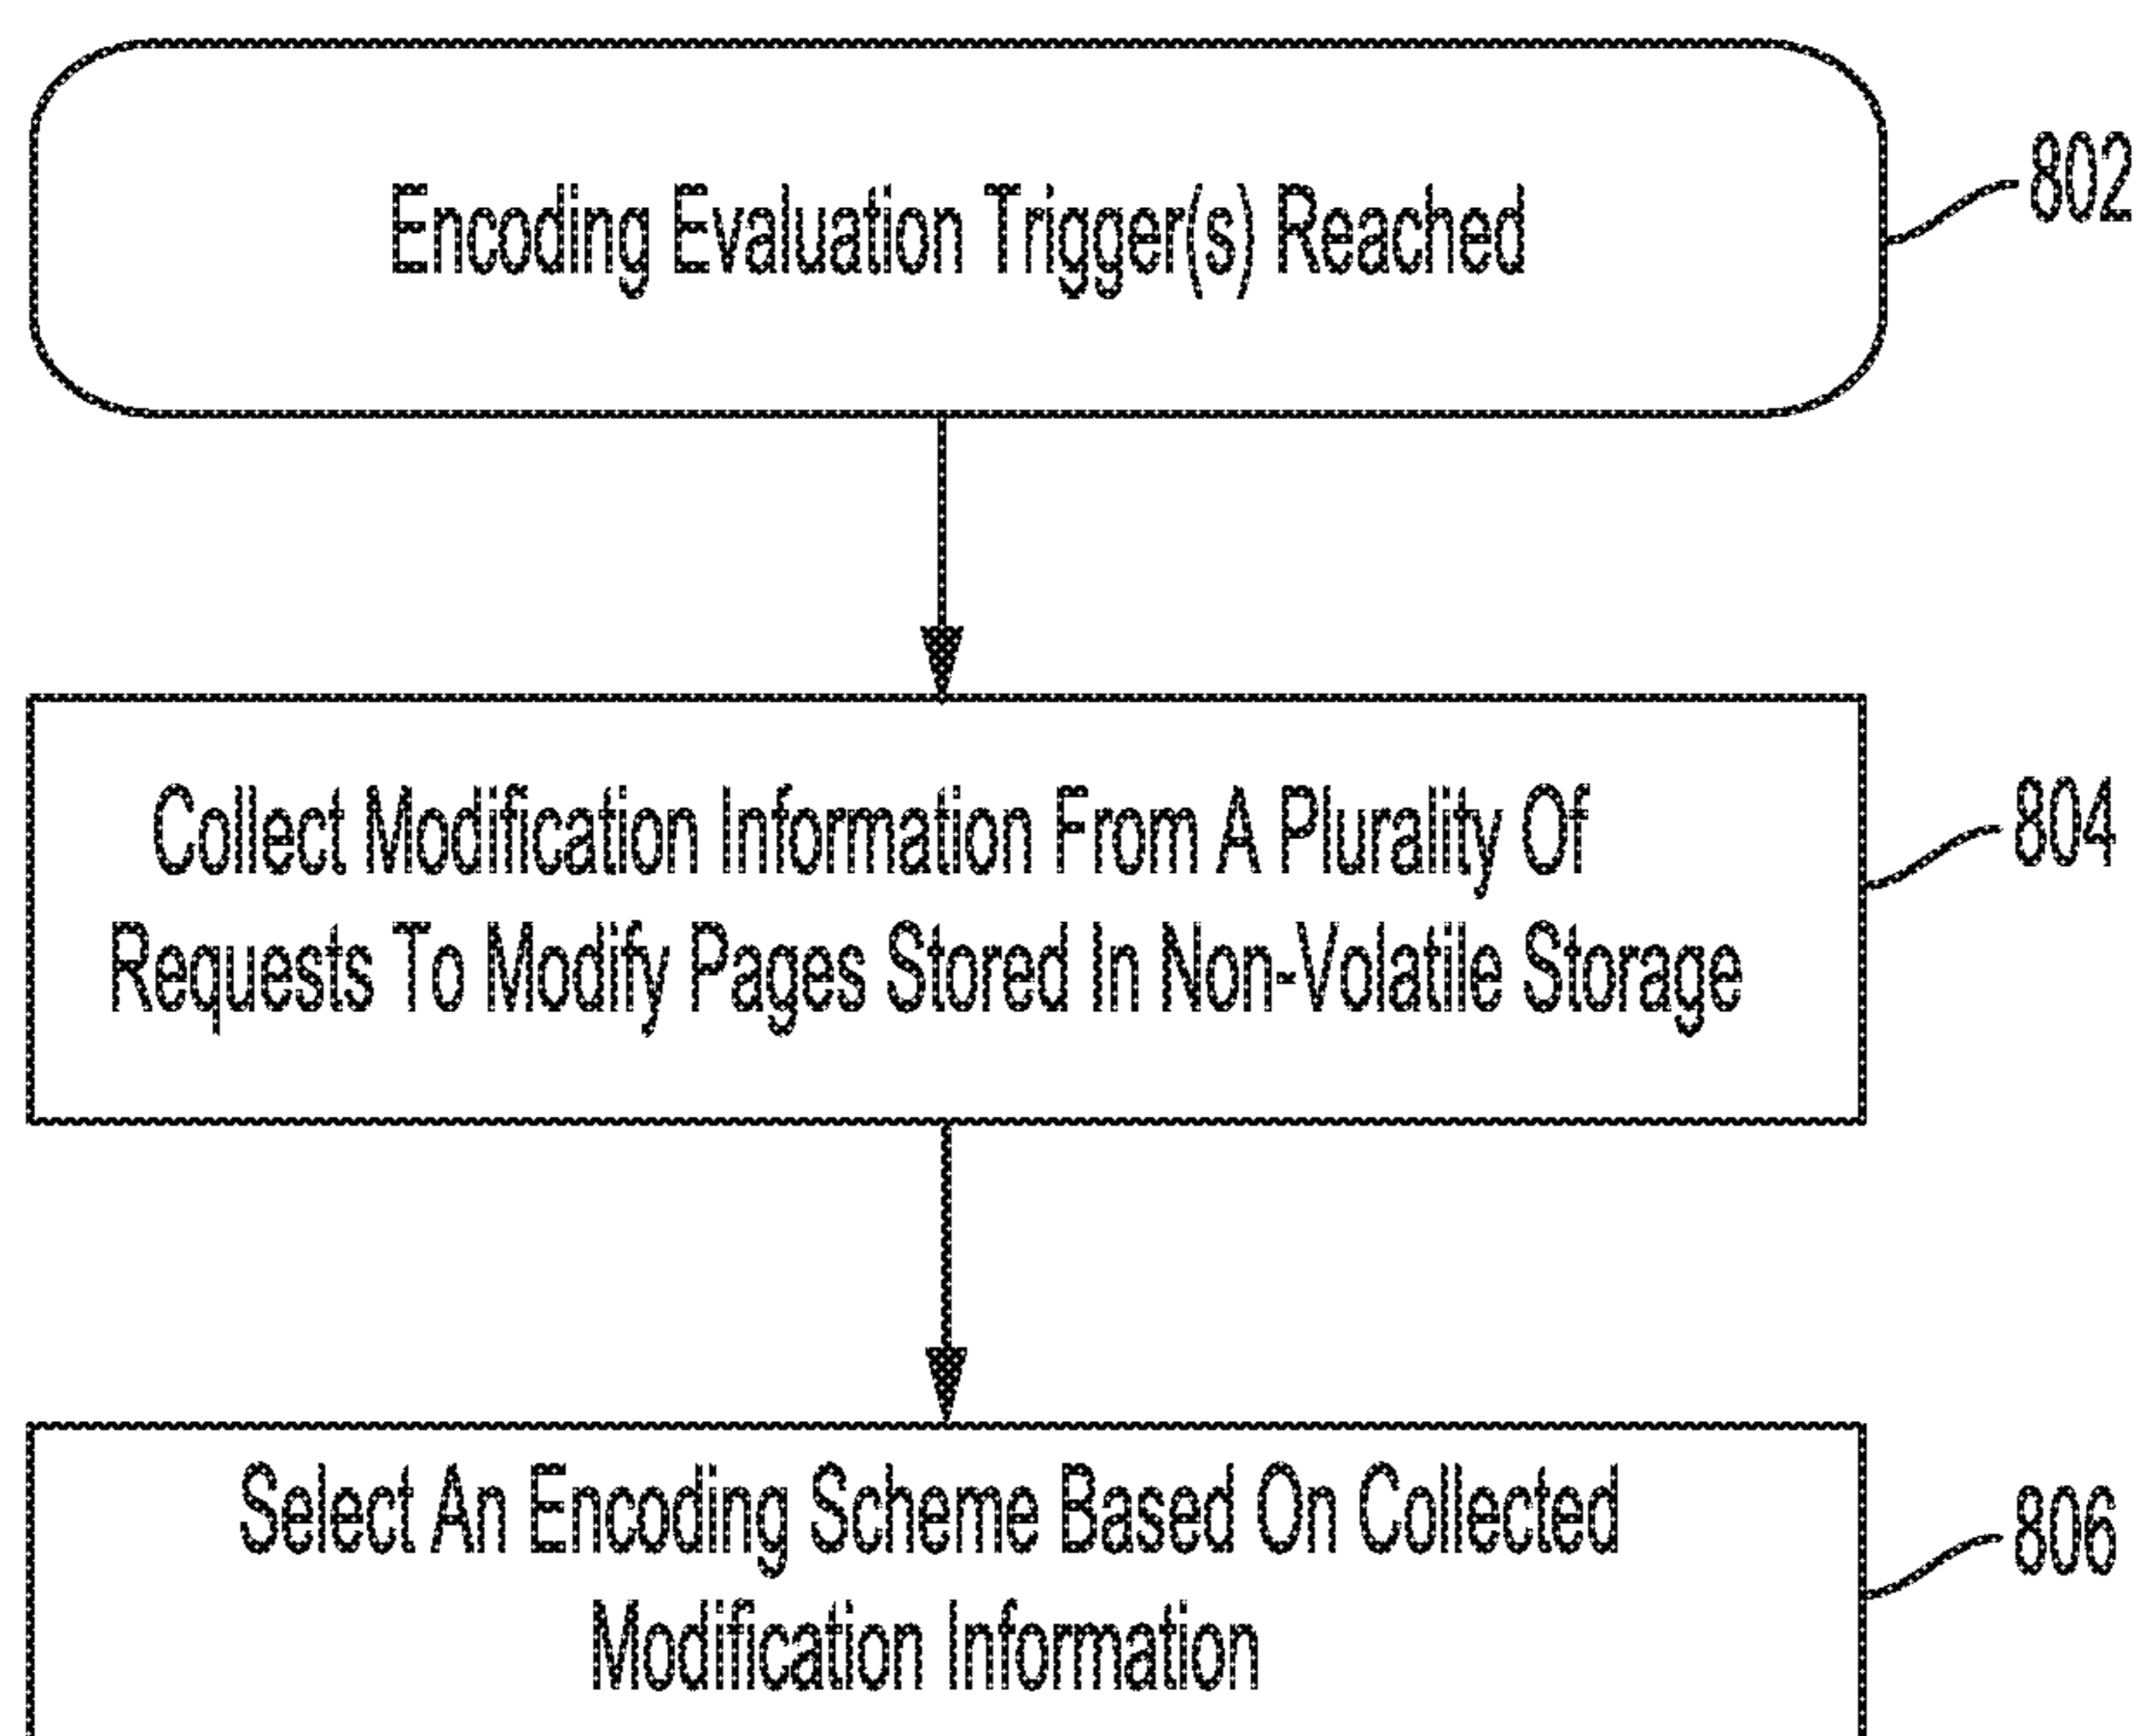 Encoding Evaluation Trigger(s) Reached
802
Collect Modification Information From A Plurality Of
Requests To Modify Pages Stored In Non-Volatile Storage
804
Select An Encoding Scheme Based On Collected
Modification Information
806